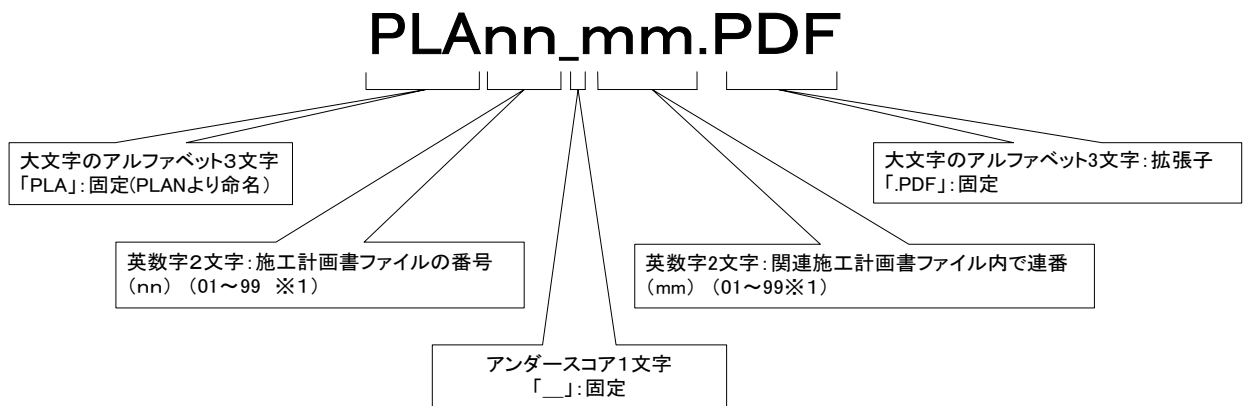 PLAnn_mm.PDF
大文字のアルファベット3文字
「PLA」:固定(PLANより命名)
大文字のアルファベット3文字:拡張子
「.PDF」:固定
英数字２文字:施工計画書ファイルの番号
(ｎｎ) (01～99 ※１)
英数字2文字:関連施工計画書ファイル内で連番
(mm) (01～99※１)
アンダースコア１文字
「＿」:固定